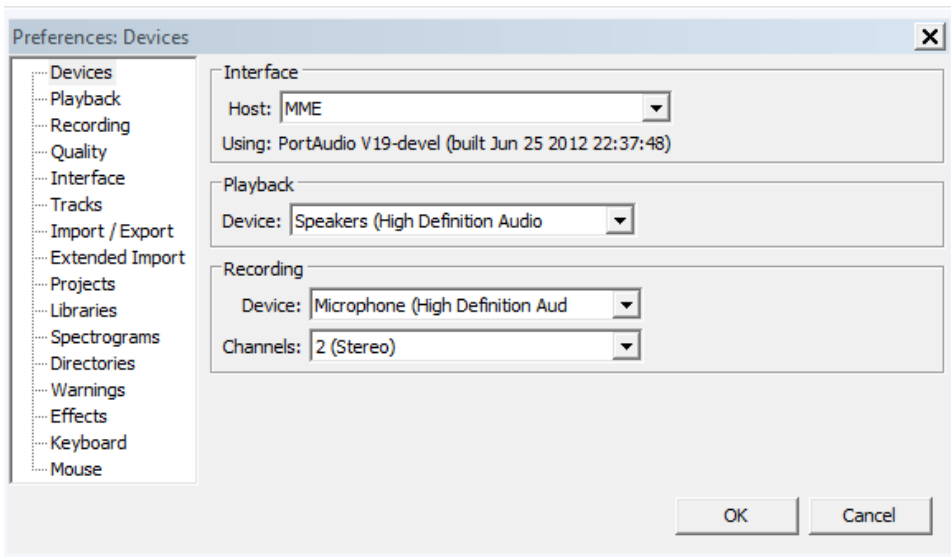 Preferences: Devices
Devices
Playback
Recording
Quality
Interface
Tracks
Import / Export
Extended Import
Projects
Libraries
Spectrograms
Directories
Warnings
Effects
Keyboard
Mouse
Interface
Host: MME
Using: PortAudio V19-devel (built Jun 25 2012 22:37:48)
Playback
Device: Speakers (High Definition Audio
Recording
Device: Microphone (High Definition Aud
Channels: 2 (Stereo)
OK Cancel